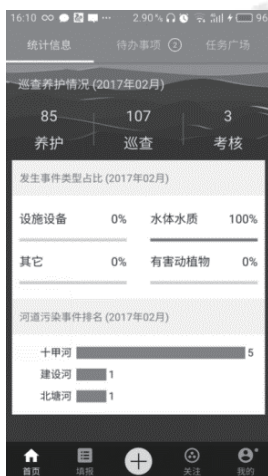 16:10 2.90% 96
统计信息 待办事项 2 任务广场
巡查养护情况 (2017年02月)
85 107 3
养护 巡查 考核
发生事件类型占比 (2017年02月)
设施设备 0% 水体水质 100%
其它 0% 有害动植物 0%
河道污染事件排名 (2017年02月)
十甲河 5
建设河 1
北塘河 1
首页 填报 关注 我的